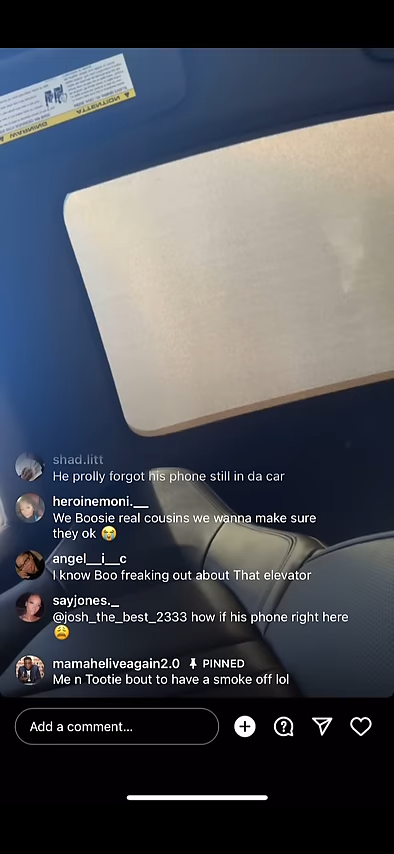 ATTENTION
WARNING
shad.litt
He prolly forgot his phone still in da car
heroinemoni.__
We Boosie real cousins we wanna make sure
they ok 😭
angel__i__c
I know Boo freaking out about That elevator
sayjones._
@josh_the_best_2333 how if his phone right here
😩
mamaheliveagain2.0 PINNED
Me n Tootie bout to have a smoke off lol
Add a comment...